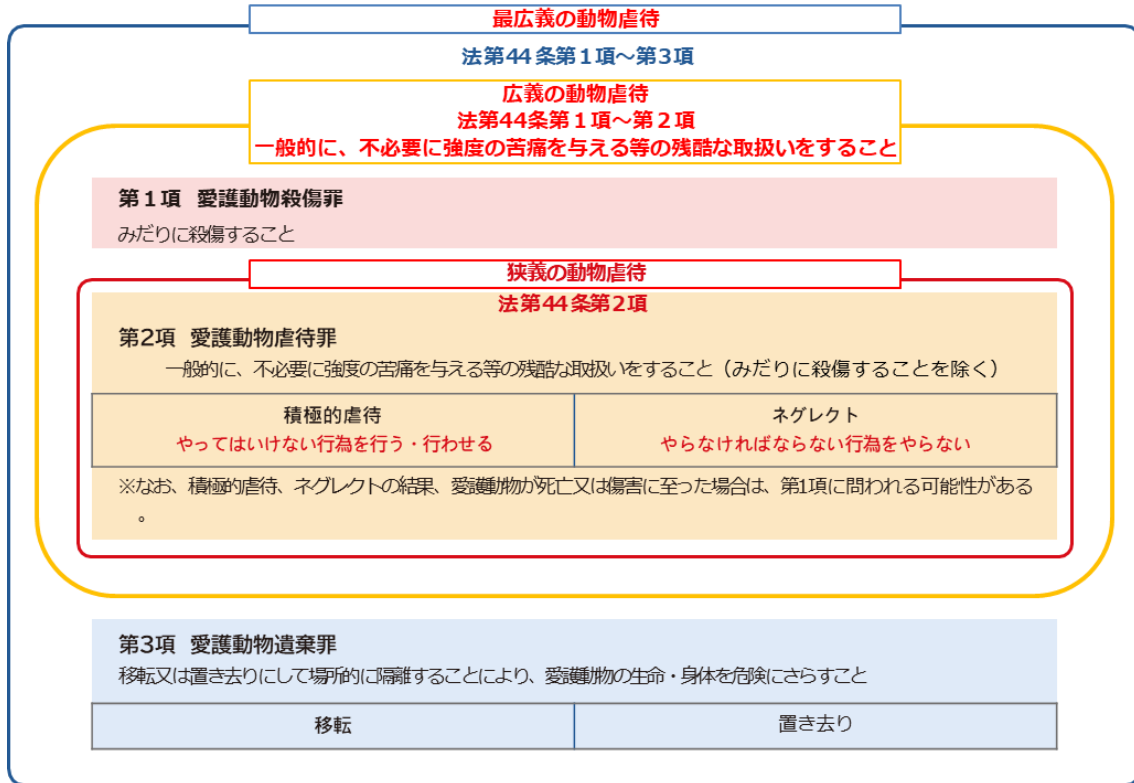 最広義の動物虐待
法第44条第1項～第3項
広義の動物虐待
法第44条第1項～第2項
一般的に、不必要に強度の苦痛を与える等の残酷な取扱いをすること
第1項 愛護動物殺傷罪
みだりに殺傷すること
狭義の動物虐待
法第44条第2項
第2項 愛護動物虐待罪
一般的に、不必要に強度の苦痛を与える等の残酷な取扱いをすること（みだりに殺傷することを除く）
積極的虐待
やってはいけない行為を行う・行わせる
ネグレクト
やらなければならない行為をやらない
※なお、積極的虐待、ネグレクトの結果、愛護動物が死亡又は傷害に至った場合は、第1項に問われる可能性がある
。
第3項 愛護動物遺棄罪
移転又は置き去りにして場所的に隔離することにより、愛護動物の生命・身体を危険にさらすこと
移転
置き去り